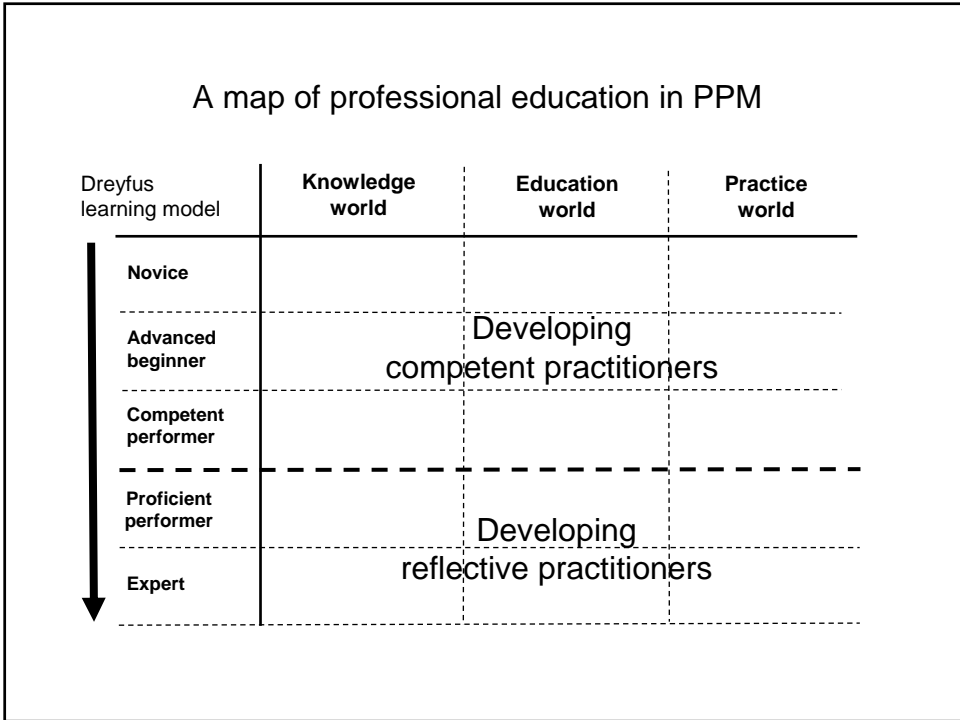 A map of professional education in PPM
Dreyfus
learning model
Knowledge
world
Education
world
Practice
world
Novice
Advanced
beginner
Developing
competent practitioners
Competent
performer
Proficient
performer
Developing
reflective practitioners
Expert